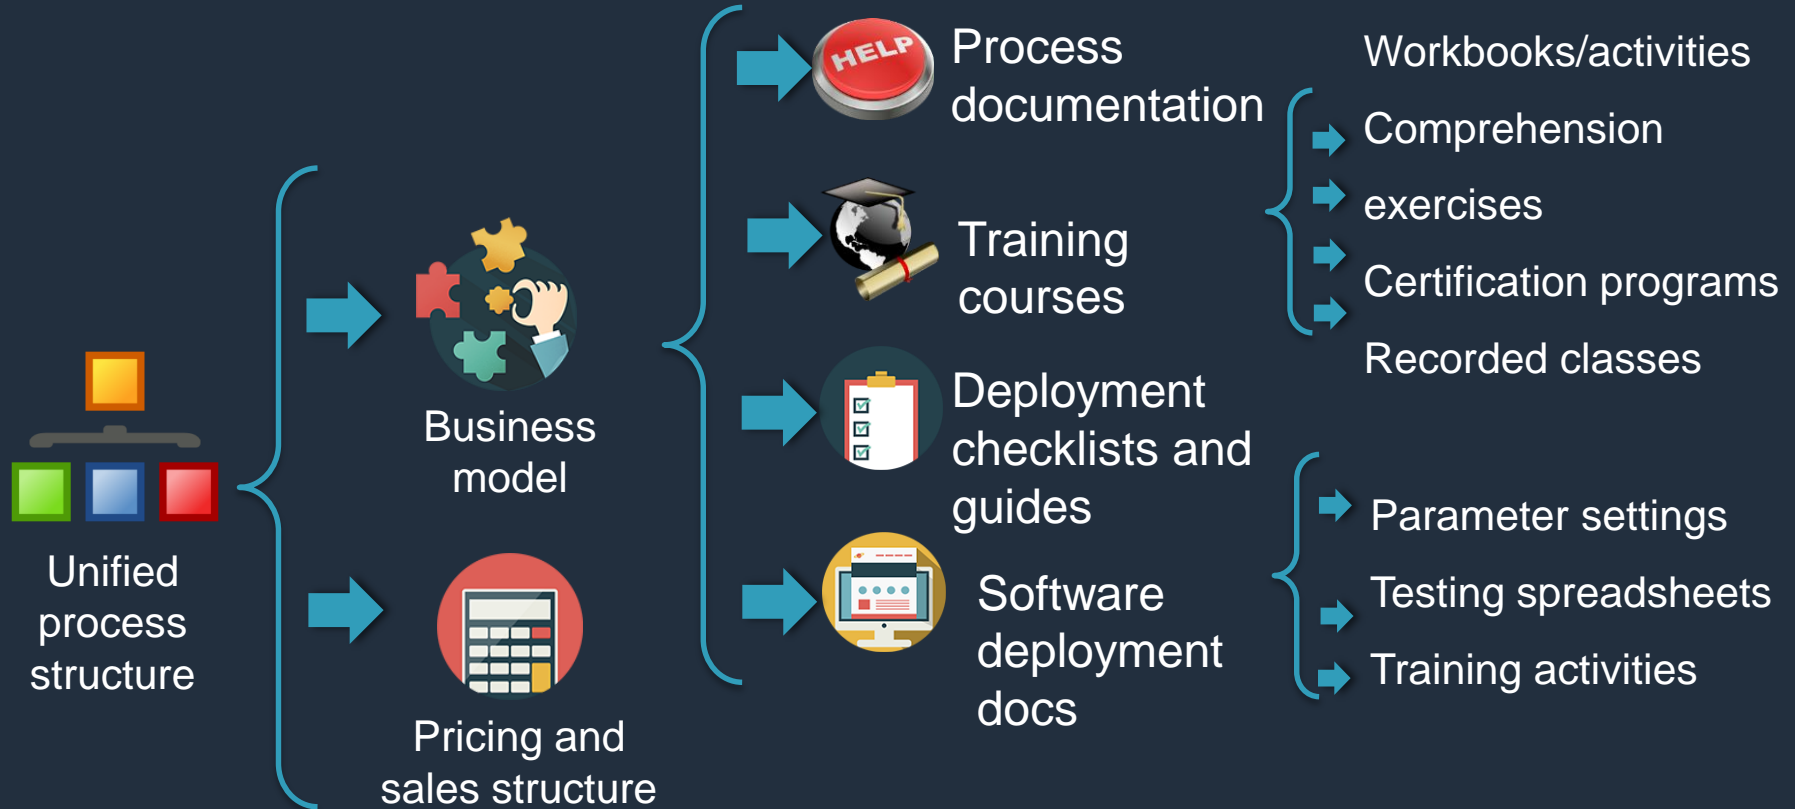 Unified
process
structure
Business
model
Pricing and
sales structure
HELP
Process
documentation
Training
courses
Deployment
checklists and
guides
Software
deployment
docs
Workbooks/activities
Comprehension
exercises
Certification programs
Recorded classes
Parameter settings
Testing spreadsheets
Training activities